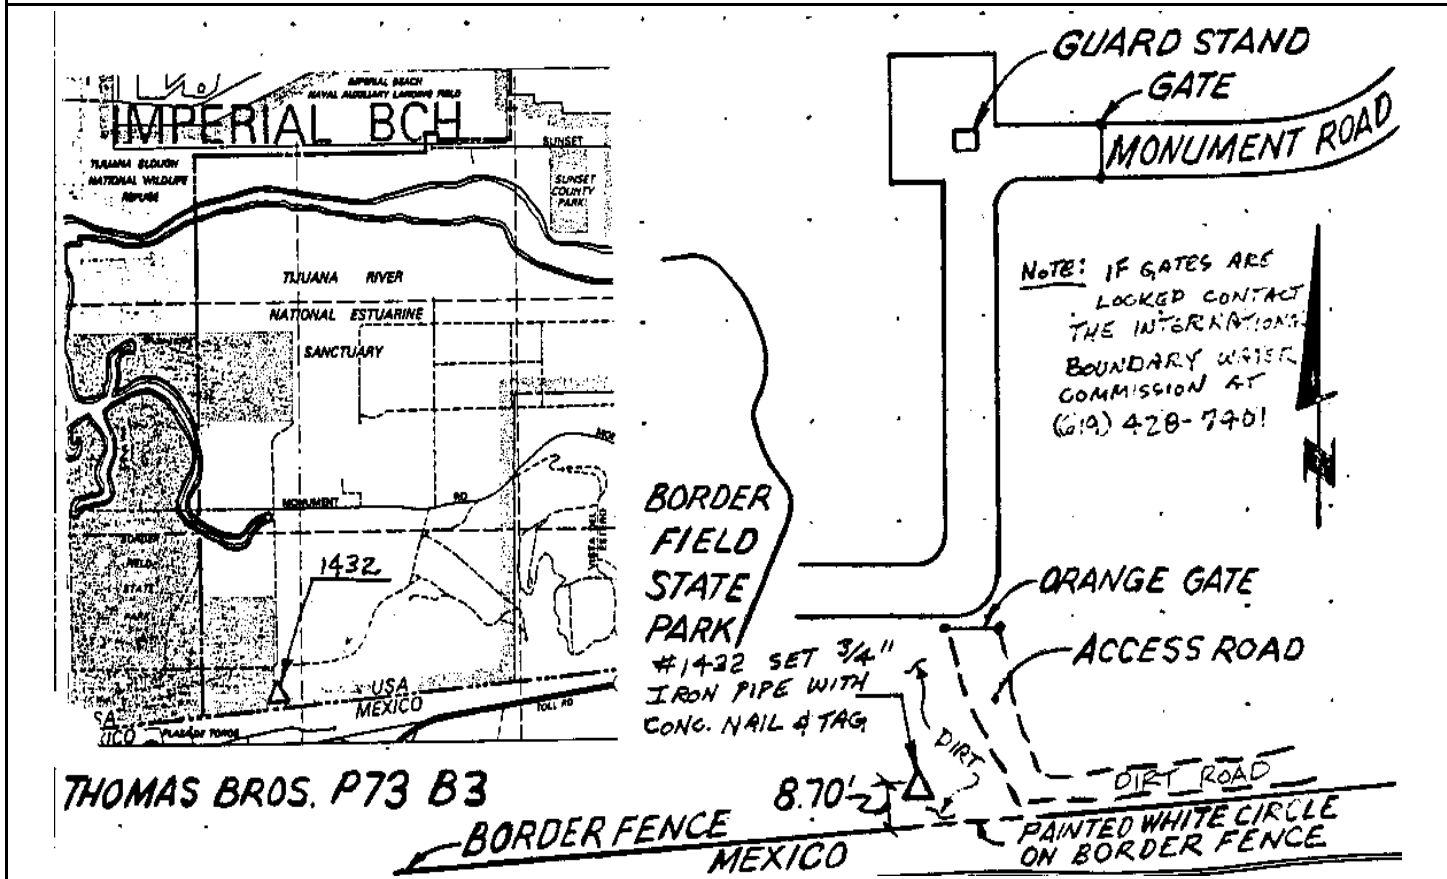 IMPERIAL BEACH
NAVAL AUXILIARY LANDING FIELD
IMPERIAL BCH
SUNSET
TIJUANA SLOUGH
NATIONAL WILDLIFE
REFUGE
SUNSET
COUNTY
PARK
TIJUANA RIVER
NATIONAL ESTUARINE
SANCTUARY
MONUMENT RD
BORDER
FIELD
STATE
PARK
1432
USA
MEXICO
TOLL RD
PLAZA DE TOROS
THOMAS BROS. P73 B3
GUARD STAND
GATE
MONUMENT ROAD
NOTE: IF GATES ARE
LOCKED CONTACT
THE INTERNATIONAL
BOUNDARY WATER
COMMISSION AT
(619) 428-7401
N
BORDER
FIELD
STATE
PARK
ORANGE GATE
ACCESS ROAD
#1432 SET 3/4"
IRON PIPE WITH
CONC. NAIL & TAG
DIRT
8.70'
DIRT ROAD
PAINTED WHITE CIRCLE
ON BORDER FENCE
BORDER FENCE
MEXICO